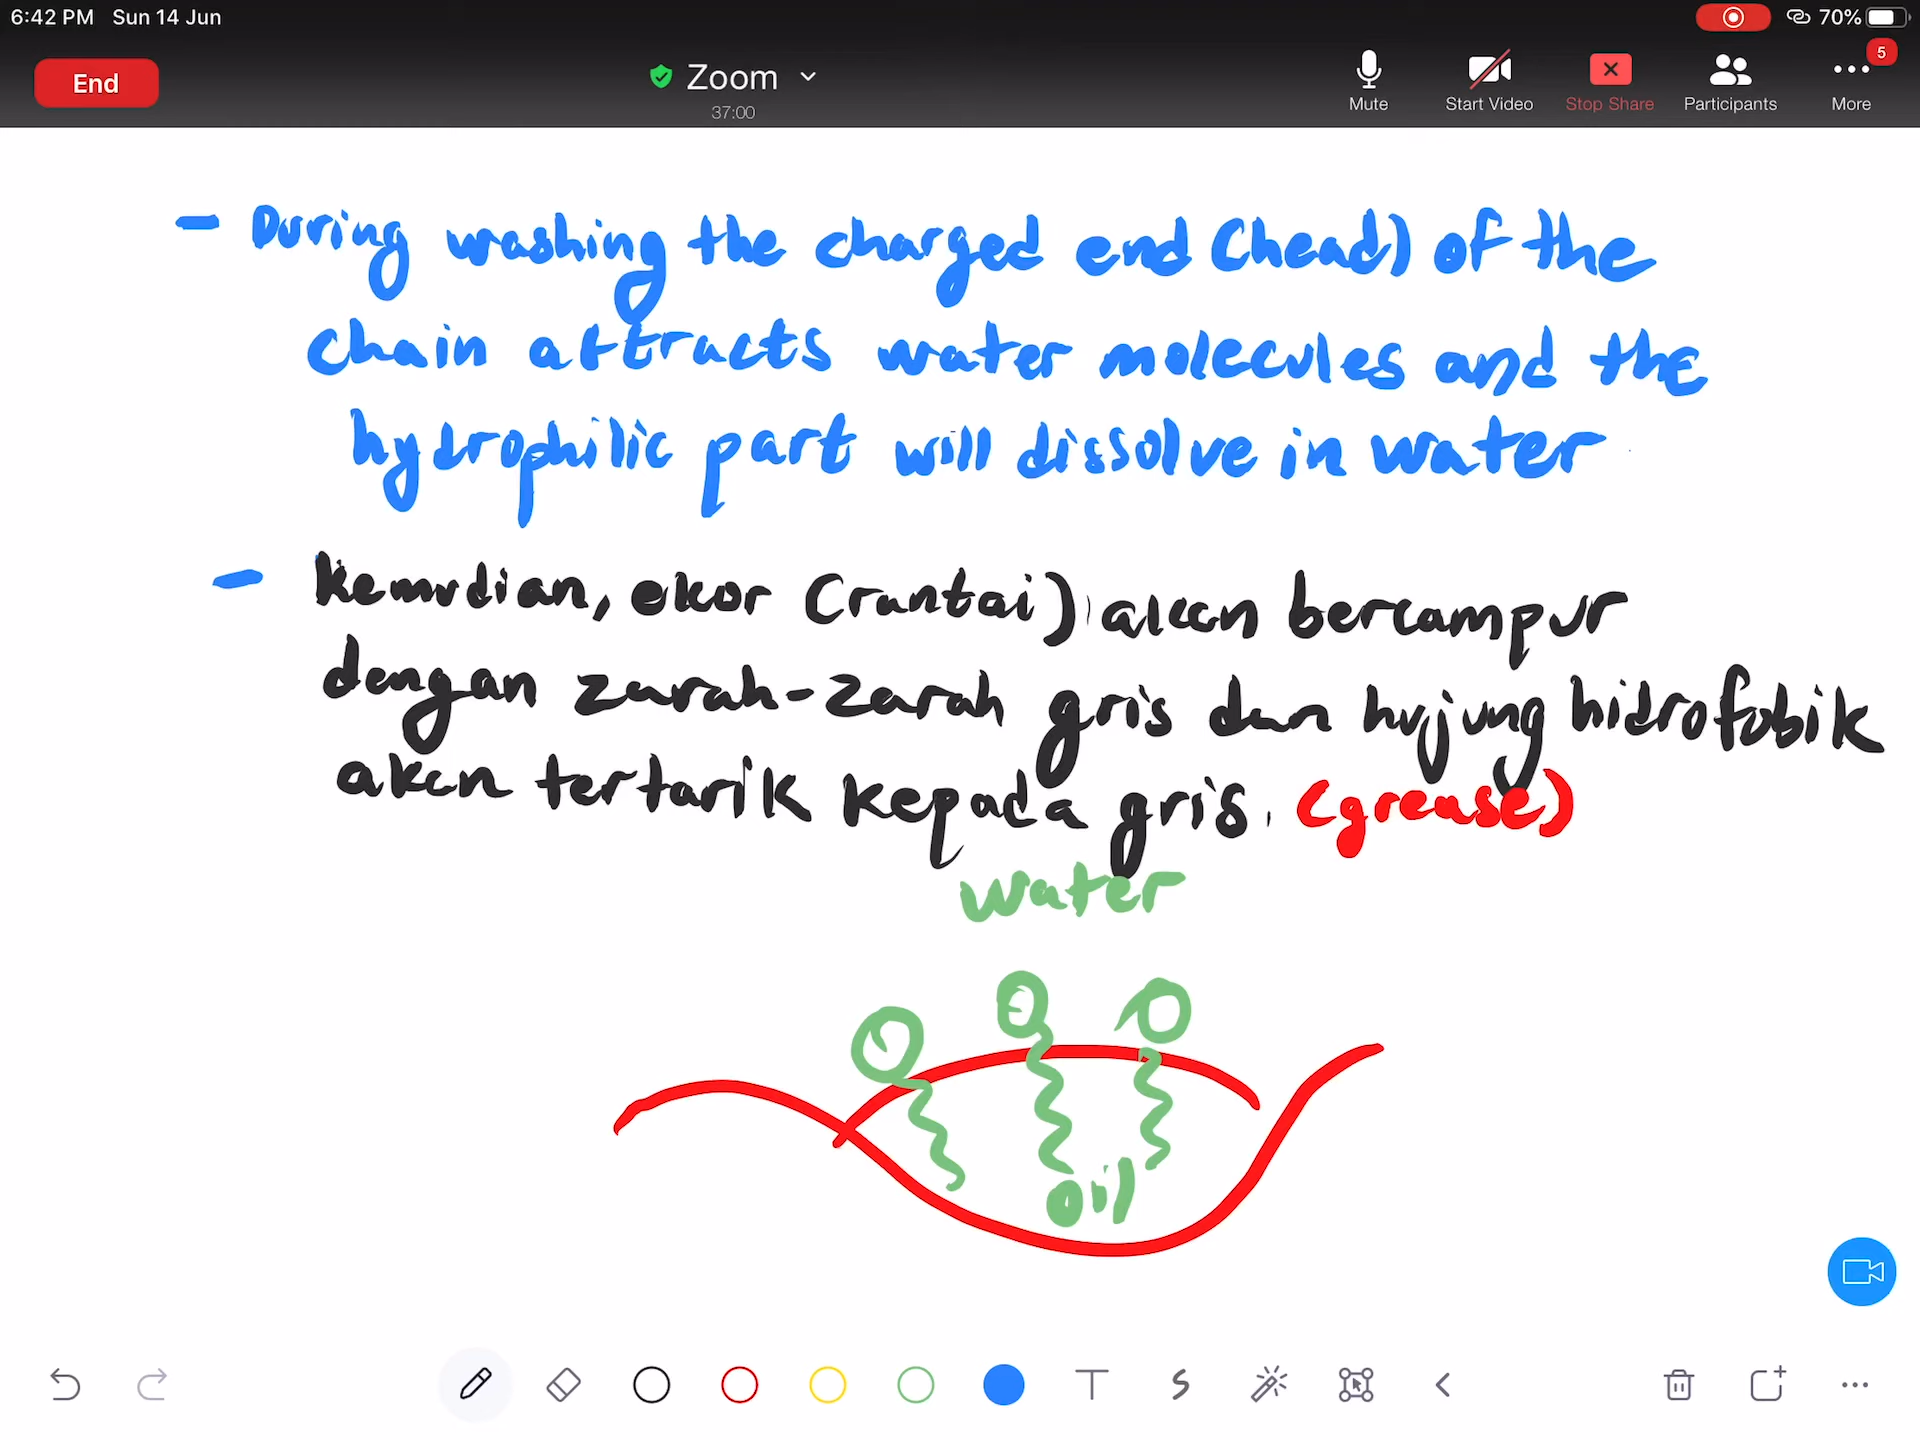 6:42 PM Sun 14 Jun
70%
End
Zoom
37:00
Mute
Start Video
Stop Share
Participants
5
More
- During washing the charged end (head) of the
chain attracts water molecules and the
hydrophilic part will dissolve in water
- Kemudian, ekor (rantai) akan bercampur
dengan zarah-zarah gris dan hujung hidrofobik
akan tertarik kepada gris. (grease)
water
oil
T